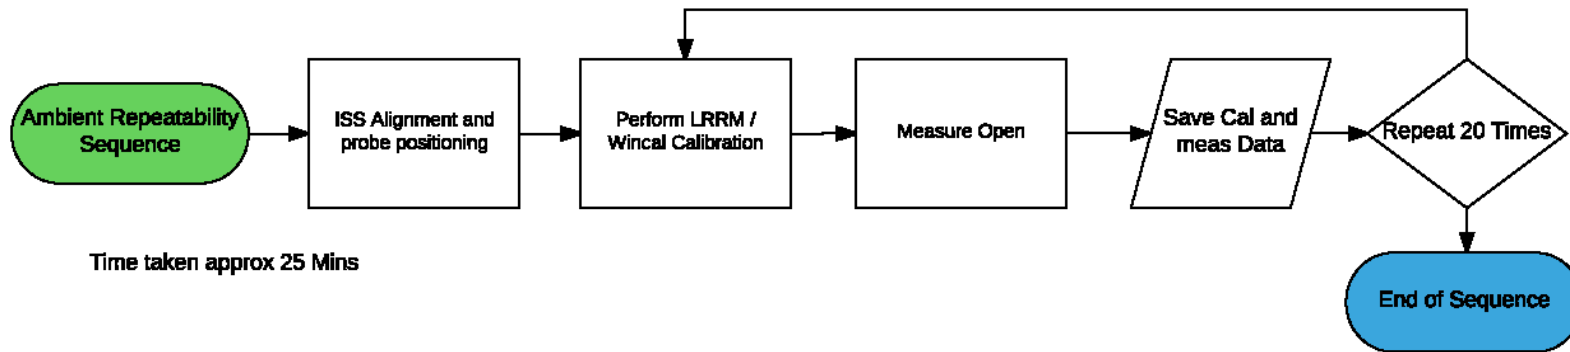 Ambient Repeatability
Sequence
ISS Alignment and
probe positioning
Perform LRRM /
Wincal Calibration
Measure Open
Save Cal and
meas Data
Repeat 20 Times
Time taken approx 25 Mins
End of Sequence